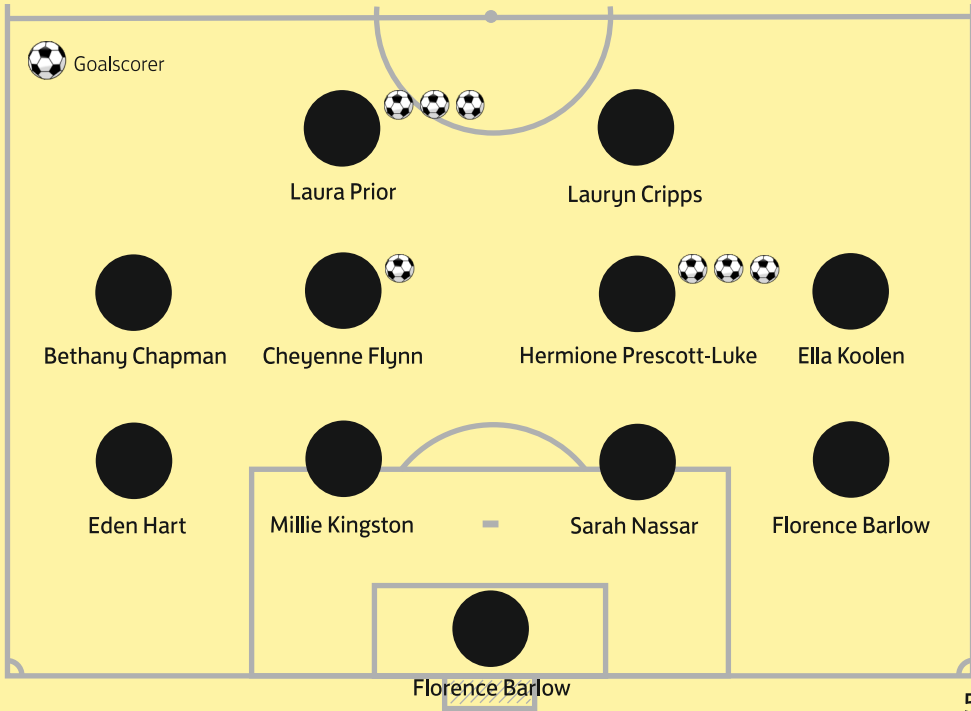 Goalscorer
Laura Prior
Lauryn Cripps
Bethany Chapman
Cheyenne Flynn
Hermione Prescott-Luke
Ella Koolen
Eden Hart
Millie Kingston
Sarah Nassar
Florence Barlow
Florence Barlow